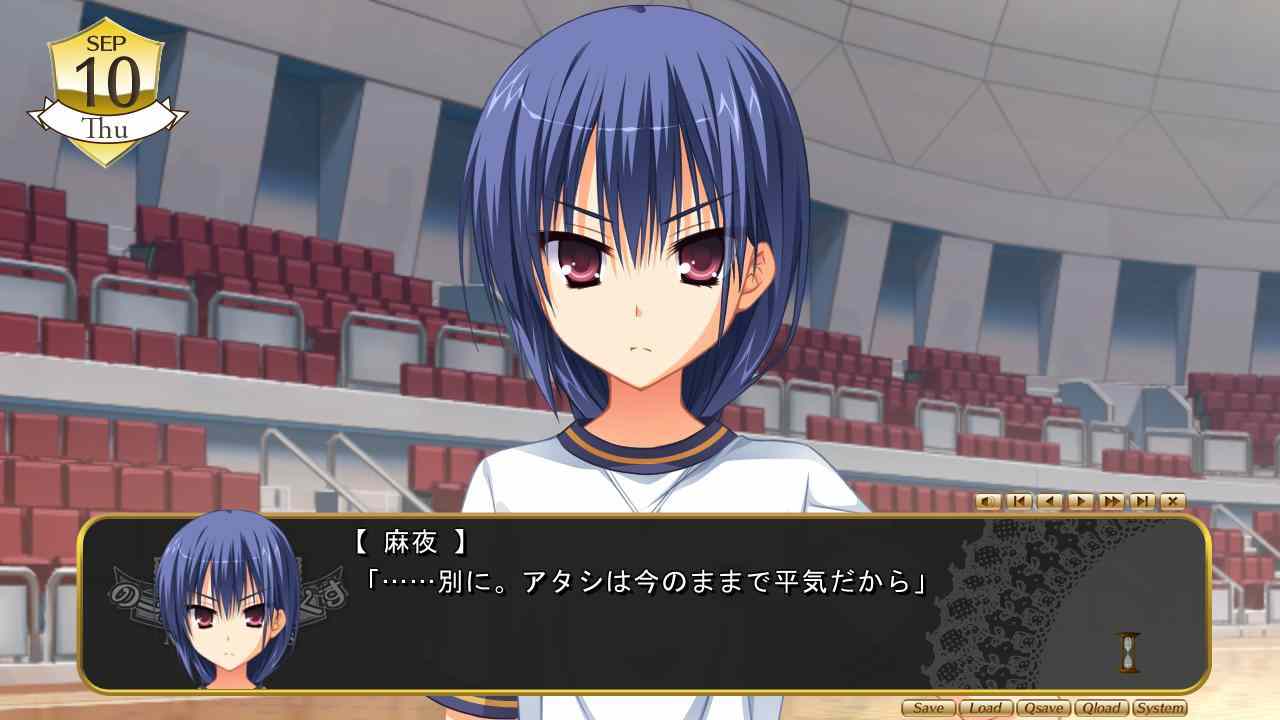 SEP
10
Thu
【 麻夜 】
「……別に。アタシは今のままで平気だから」
Save Load Qsave Qload System